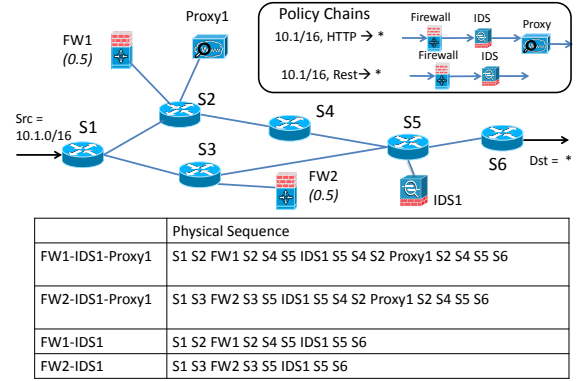 Policy Chains
10.1/16, HTTP → *
Firewall
IDS
Proxy
10.1/16, Rest → *
Firewall
IDS
FW1
(0.5)
Proxy1
Src =
10.1.0/16
S1
S2
S3
S4
S5
S6
Dst = *
FW2
(0.5)
IDS1
Physical Sequence
FW1-IDS1-Proxy1 S1 S2 FW1 S2 S4 S5 IDS1 S5 S4 S2 Proxy1 S2 S4 S5 S6
FW2-IDS1-Proxy1 S1 S3 FW2 S3 S5 IDS1 S5 S4 S2 Proxy1 S2 S4 S5 S6
FW1-IDS1 S1 S2 FW1 S2 S4 S5 IDS1 S5 S6
FW2-IDS1 S1 S3 FW2 S3 S5 IDS1 S5 S6